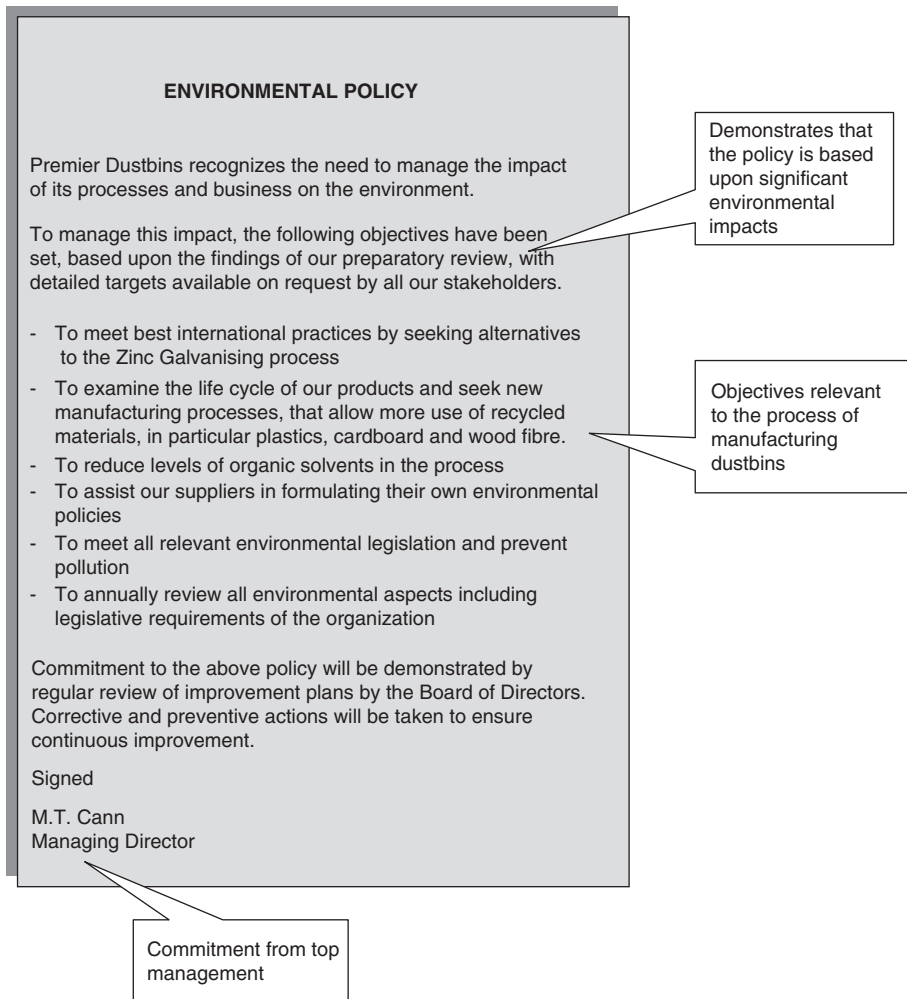 ENVIRONMENTAL POLICY
Premier Dustbins recognizes the need to manage the impact
of its processes and business on the environment.
To manage this impact, the following objectives have been
set, based upon the findings of our preparatory review, with
detailed targets available on request by all our stakeholders.
- To meet best international practices by seeking alternatives
to the Zinc Galvanising process
- To examine the life cycle of our products and seek new
manufacturing processes, that allow more use of recycled
materials, in particular plastics, cardboard and wood fibre.
- To reduce levels of organic solvents in the process
- To assist our suppliers in formulating their own environmental
policies
- To meet all relevant environmental legislation and prevent
pollution
- To annually review all environmental aspects including
legislative requirements of the organization
Commitment to the above policy will be demonstrated by
regular review of improvement plans by the Board of Directors.
Corrective and preventive actions will be taken to ensure
continuous improvement.
Signed
M.T. Cann
Managing Director
Demonstrates that
the policy is based
upon significant
environmental
impacts
Objectives relevant
to the process of
manufacturing
dustbins
Commitment from top
management